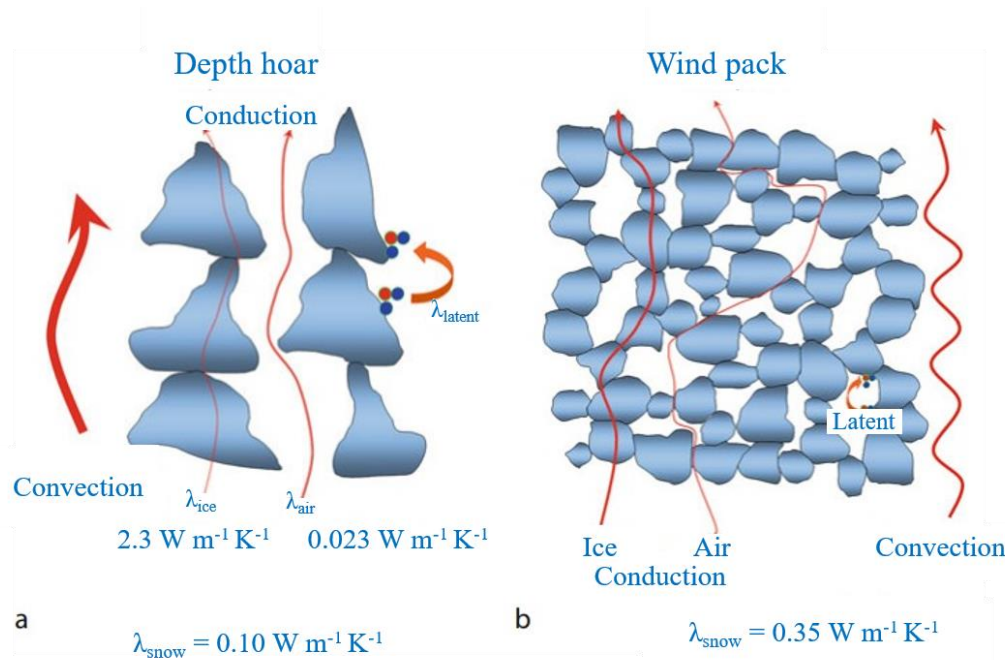 Depth hoar
Conduction
λlatent
Convection
λice
λair
2.3 W m-1 K-1
0.023 W m-1 K-1
a
λsnow = 0.10 W m-1 K-1
Wind pack
Latent
Ice
Air
Conduction
Convection
b
λsnow = 0.35 W m-1 K-1